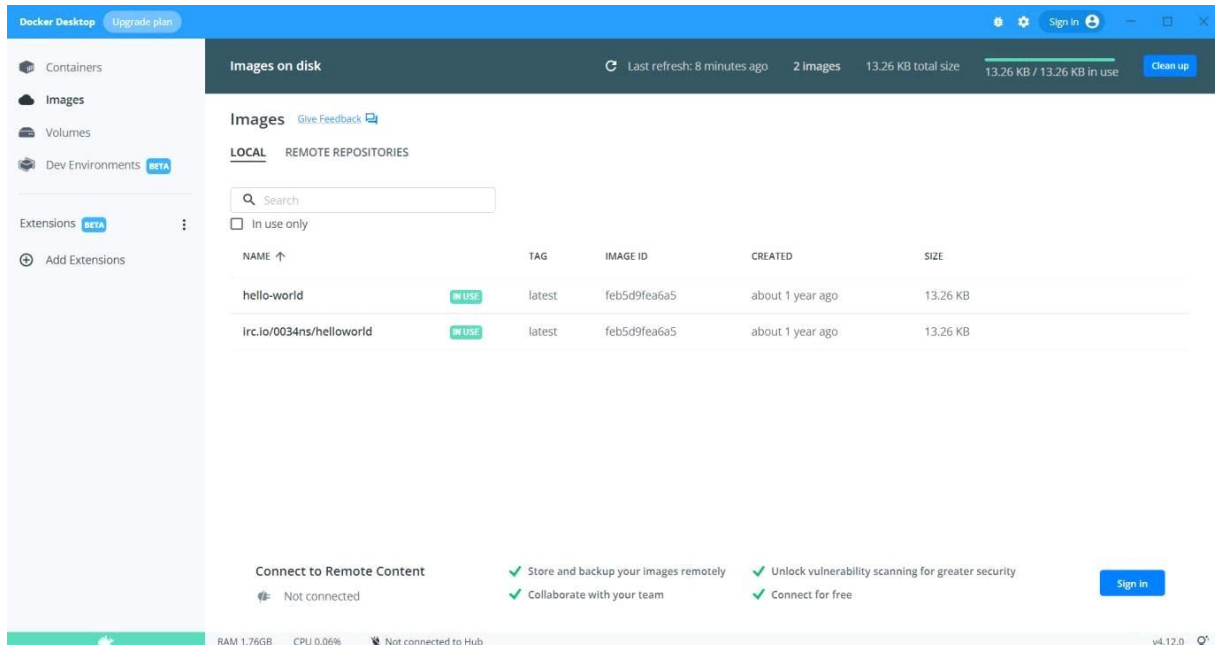 Docker Desktop Upgrade plan Sign in
Containers
Images
Volumes
Dev Environments BETA
Extensions BETA
Add Extensions
Images on disk Last refresh: 8 minutes ago 2 images 13.26 KB total size 13.26 KB / 13.26 KB in use Clean up
Images Give Feedback
LOCAL REMOTE REPOSITORIES
Search
In use only
NAME TAG IMAGE ID CREATED SIZE
hello-world IN USE latest feb5d9fea6a5 about 1 year ago 13.26 KB
irc.io/0034ns/helloworld IN USE latest feb5d9fea6a5 about 1 year ago 13.26 KB
Connect to Remote Content
Not connected
Store and backup your images remotely
Collaborate with your team
Unlock vulnerability scanning for greater security
Connect for free
Sign in
RAM 1.76GB CPU 0.06% Not connected to Hub v4.12.0